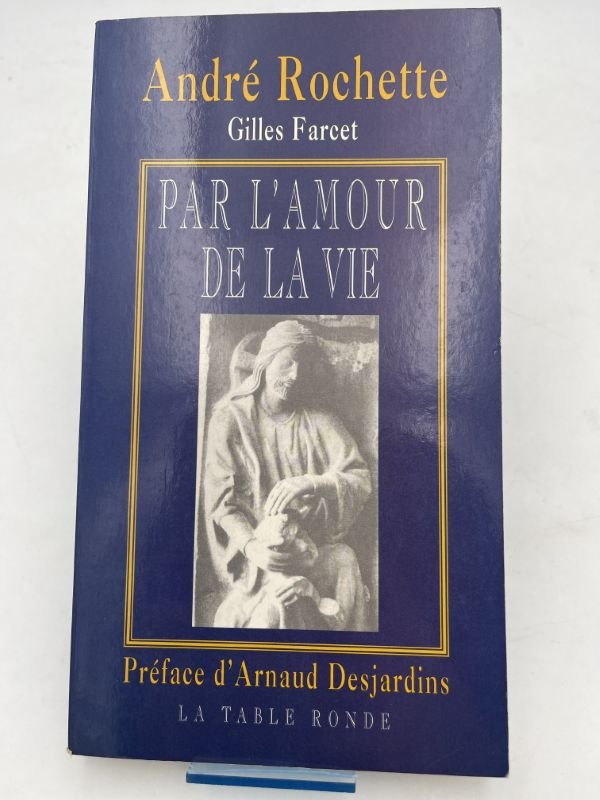 André Rochette
Gilles Farcet
PAR L'AMOUR
DE LA VIE
Préface d'Arnaud Desjardins
LA TABLE RONDE